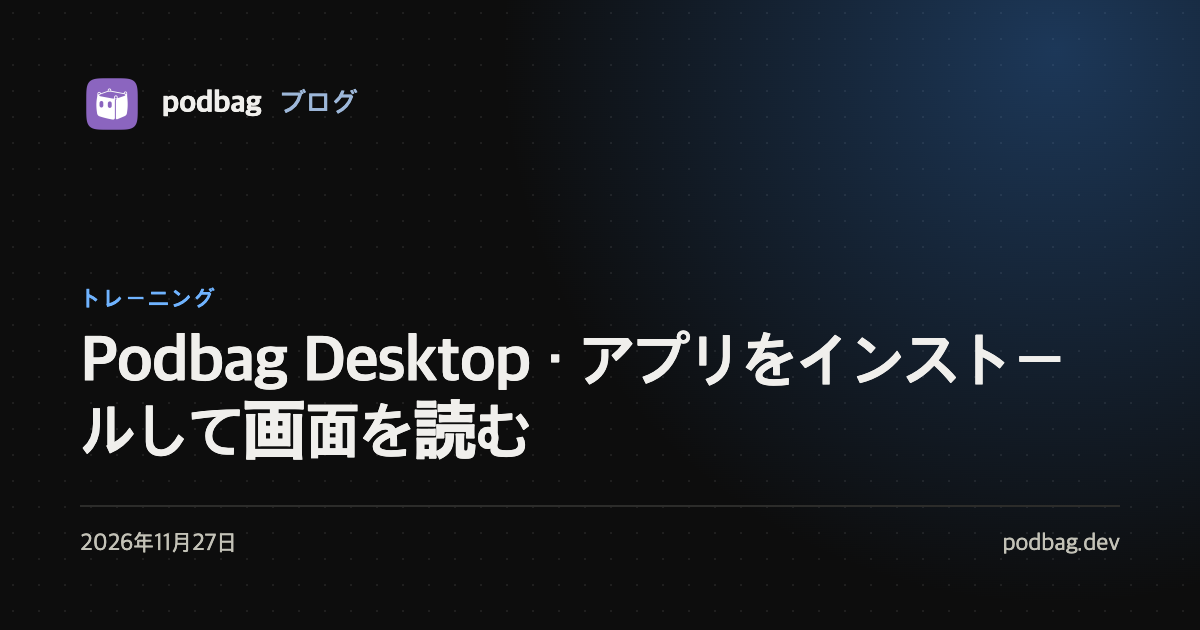 podbag ブログ
トレーニング
Podbag Desktop · アプリをインストー
ルして画面を読む
2026年11月27日
podbag.dev